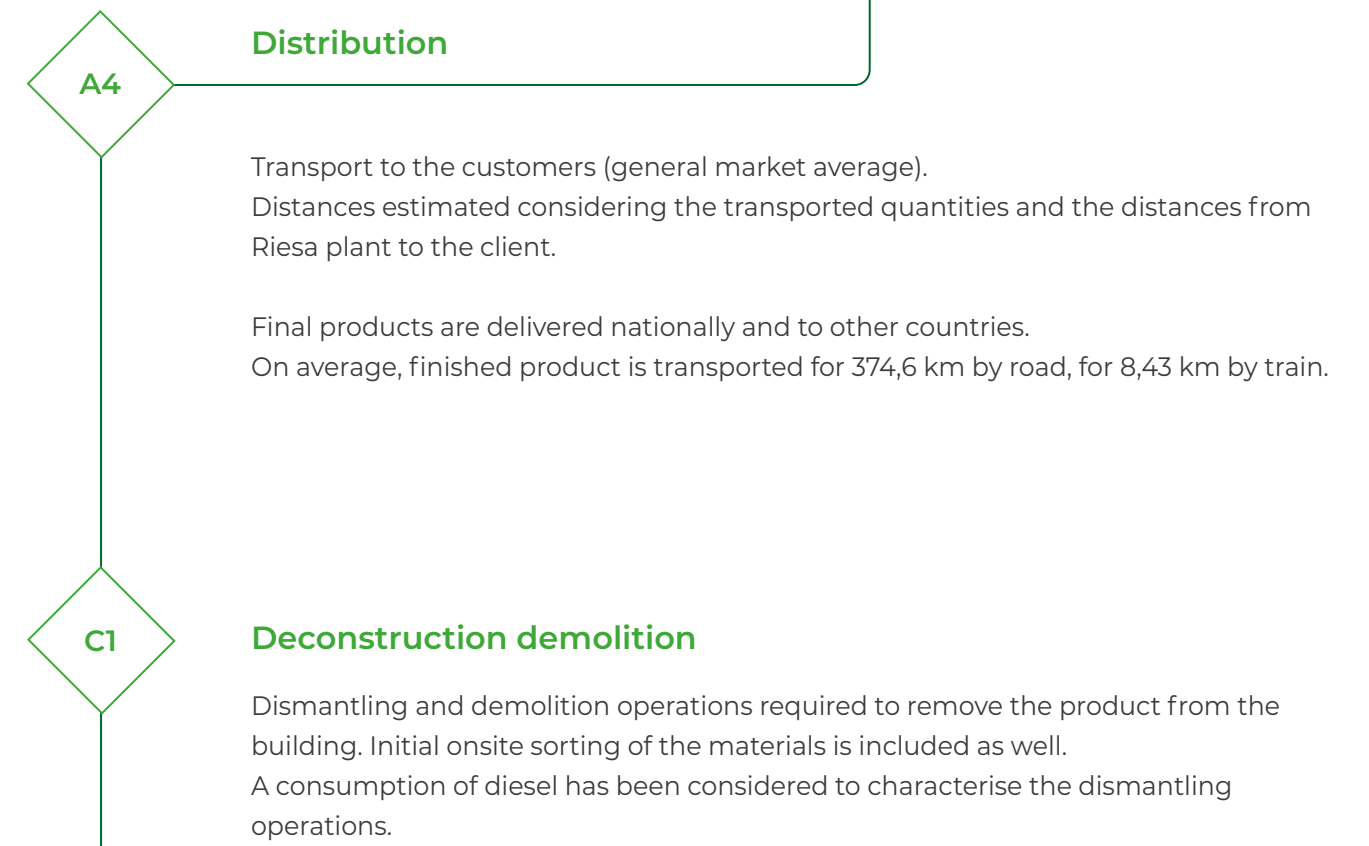 A4
Distribution
Transport to the customers (general market average).
Distances estimated considering the transported quantities and the distances from
Riesa plant to the client.
Final products are delivered nationally and to other countries.
On average, finished product is transported for 374,6 km by road, for 8,43 km by train.
C1
Deconstruction demolition
Dismantling and demolition operations required to remove the product from the
building. Initial onsite sorting of the materials is included as well.
A consumption of diesel has been considered to characterise the dismantling
operations.